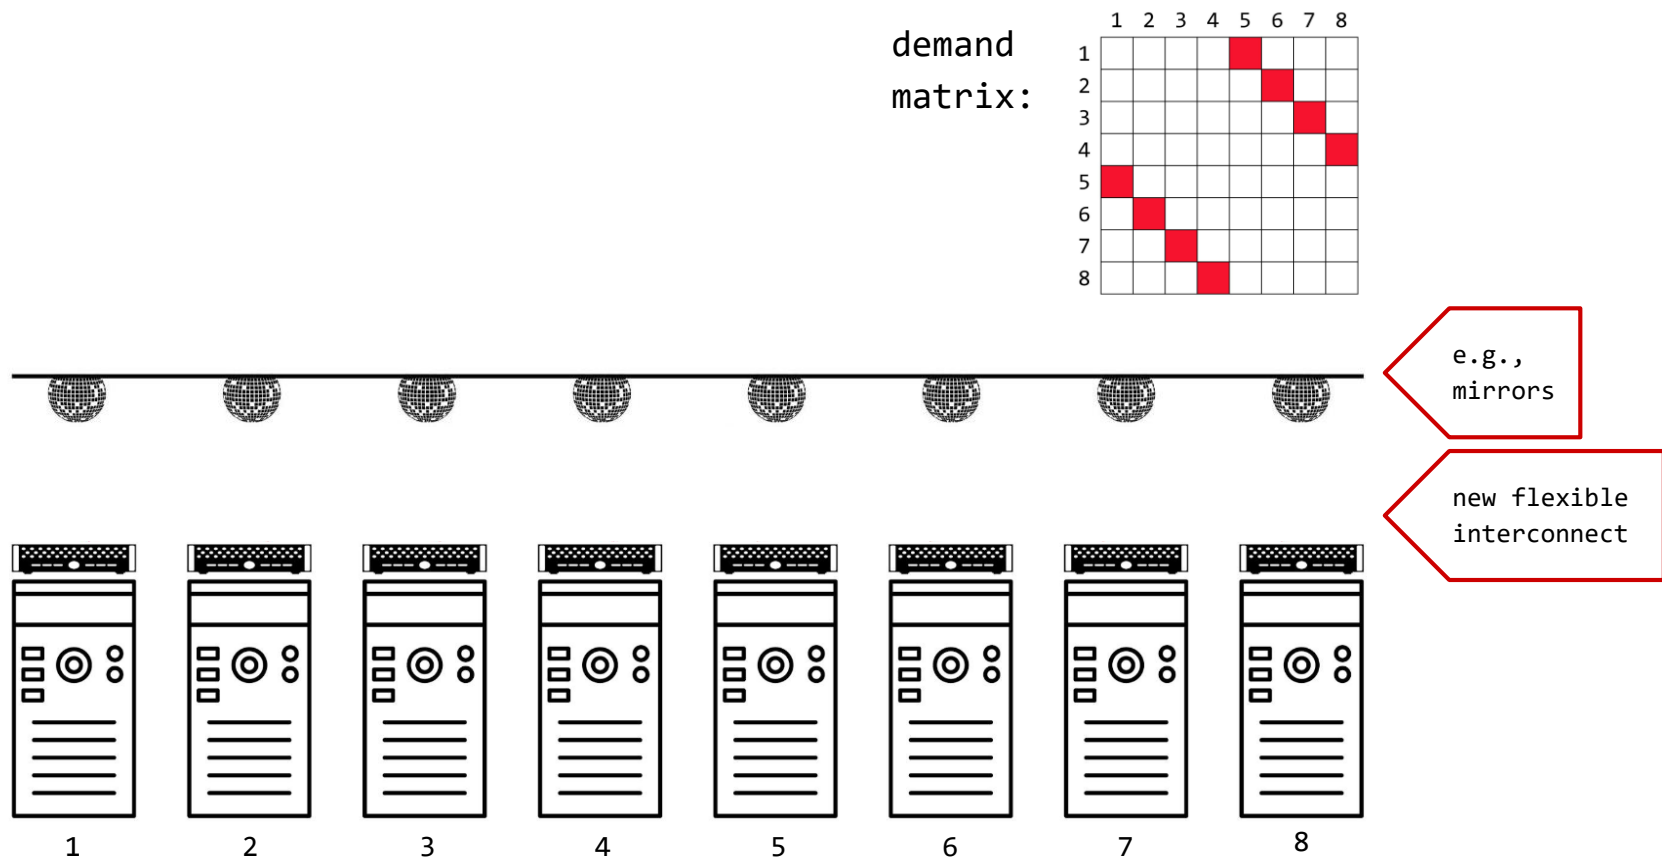 demand
matrix:
1 2 3 4 5 6 7 8
1
2
3
4
5
6
7
8
e.g.,
mirrors
new flexible
interconnect
1 2 3 4 5 6 7 8